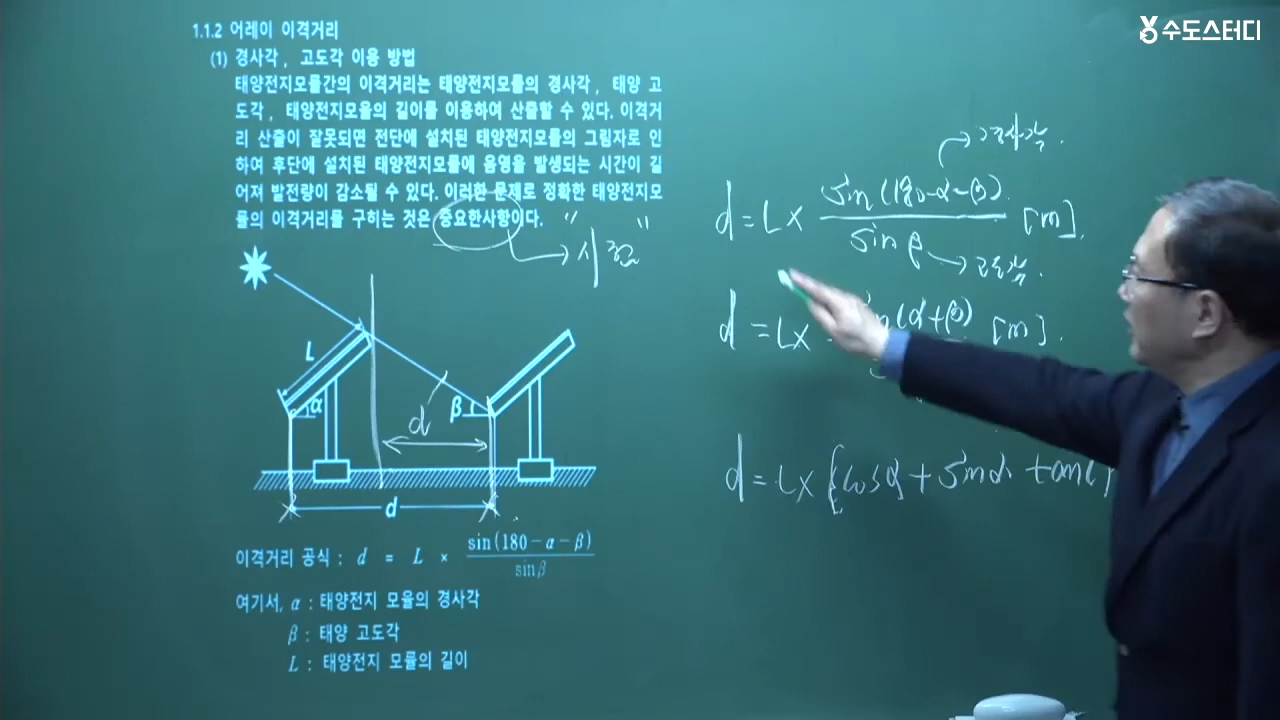 수도스터디
1.1.2 어레이 이격거리
(1) 경사각, 고도각 이용 방법
태양전지모듈간의 이격거리는 태양전지모듈의 경사각, 태양 고
도각, 태양전지모듈의 길이를 이용하여 산출할 수 있다. 이격거
리 산출이 잘못되면 전단에 설치된 태양전지모듈의 그림자로 인
하여 후단에 설치된 태양전지모듈에 음영을 발생되는 시간이 길
어져 발전량이 감소될 수 있다. 이러한 문제로 정확한 태양전지모
듈의 이격거리를 구하는 것은 중요한사항이다.
" 시험 "
L
α
β
d
d
이격거리 공식 : d = L × sin(180-α-β) / sinβ
여기서, α : 태양전지 모듈의 경사각
β : 태양 고도각
L : 태양전지 모듈의 길이
→ 경사각.
d = L × sin(180-α-β) / sin β [m].
→ 고도각.
d = L × (α+β) [m].
d = L × {cosα + sinα tan(